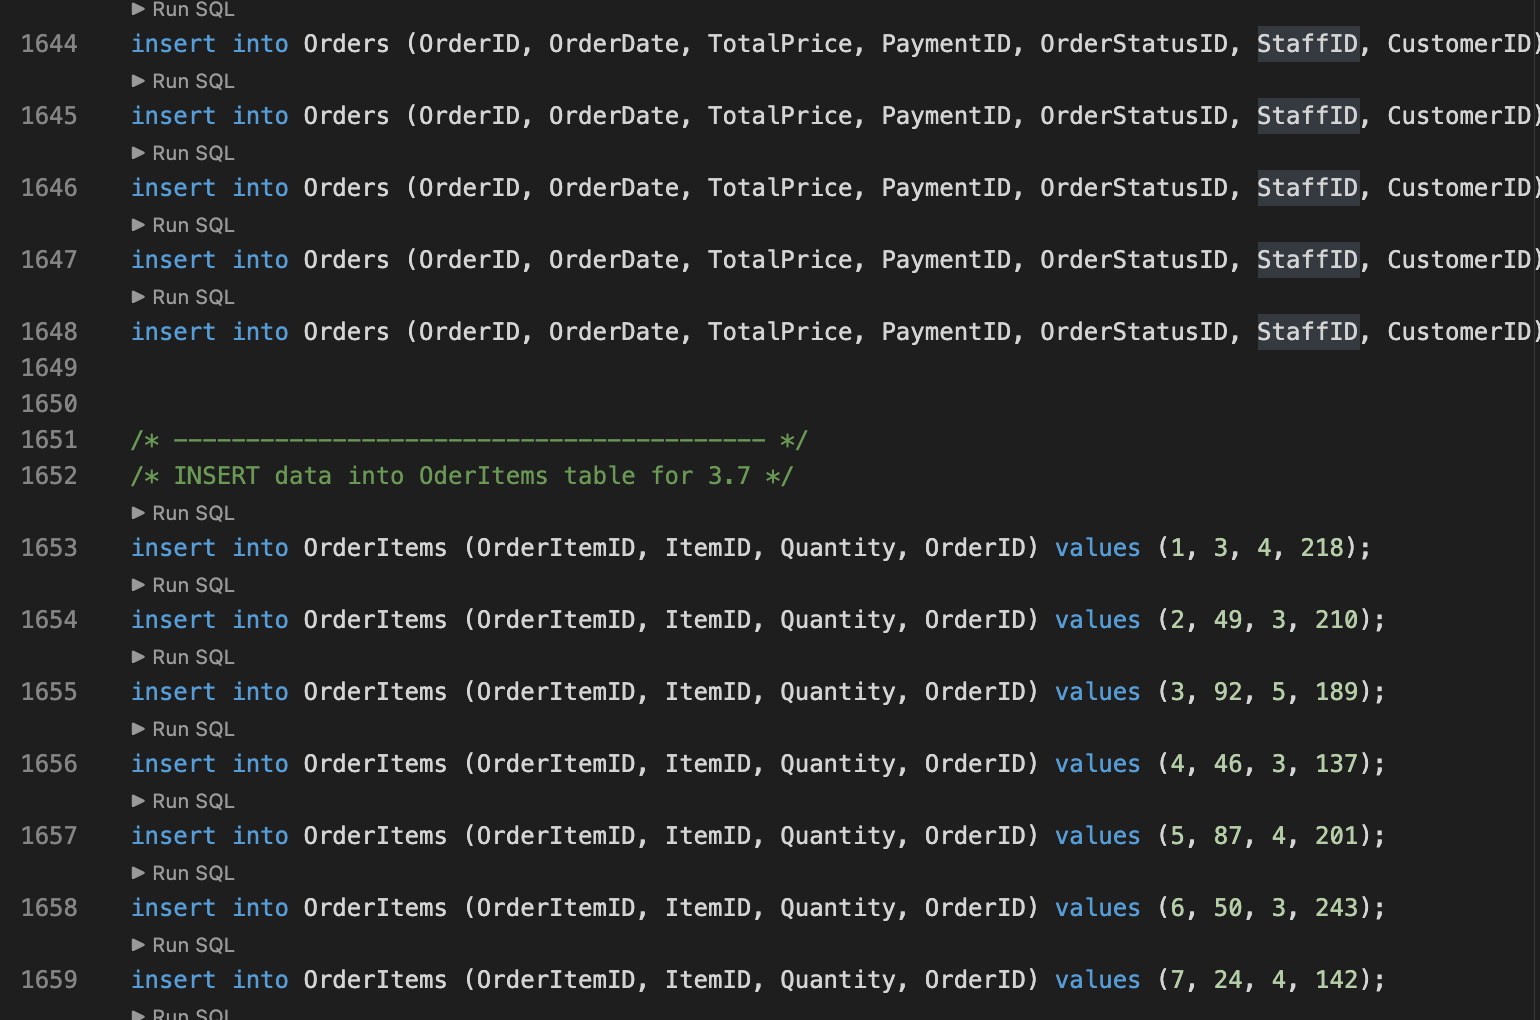 Run SQL
1644 insert into Orders (OrderID, OrderDate, TotalPrice, PaymentID, OrderStatusID, StaffID, CustomerID)
Run SQL
1645 insert into Orders (OrderID, OrderDate, TotalPrice, PaymentID, OrderStatusID, StaffID, CustomerID)
Run SQL
1646 insert into Orders (OrderID, OrderDate, TotalPrice, PaymentID, OrderStatusID, StaffID, CustomerID)
Run SQL
1647 insert into Orders (OrderID, OrderDate, TotalPrice, PaymentID, OrderStatusID, StaffID, CustomerID)
Run SQL
1648 insert into Orders (OrderID, OrderDate, TotalPrice, PaymentID, OrderStatusID, StaffID, CustomerID)
1649
1650
1651 /* ----------------------------------------- */
1652 /* INSERT data into OderItems table for 3.7 */
Run SQL
1653 insert into OrderItems (OrderItemID, ItemID, Quantity, OrderID) values (1, 3, 4, 218);
Run SQL
1654 insert into OrderItems (OrderItemID, ItemID, Quantity, OrderID) values (2, 49, 3, 210);
Run SQL
1655 insert into OrderItems (OrderItemID, ItemID, Quantity, OrderID) values (3, 92, 5, 189);
Run SQL
1656 insert into OrderItems (OrderItemID, ItemID, Quantity, OrderID) values (4, 46, 3, 137);
Run SQL
1657 insert into OrderItems (OrderItemID, ItemID, Quantity, OrderID) values (5, 87, 4, 201);
Run SQL
1658 insert into OrderItems (OrderItemID, ItemID, Quantity, OrderID) values (6, 50, 3, 243);
Run SQL
1659 insert into OrderItems (OrderItemID, ItemID, Quantity, OrderID) values (7, 24, 4, 142);
Run SQL